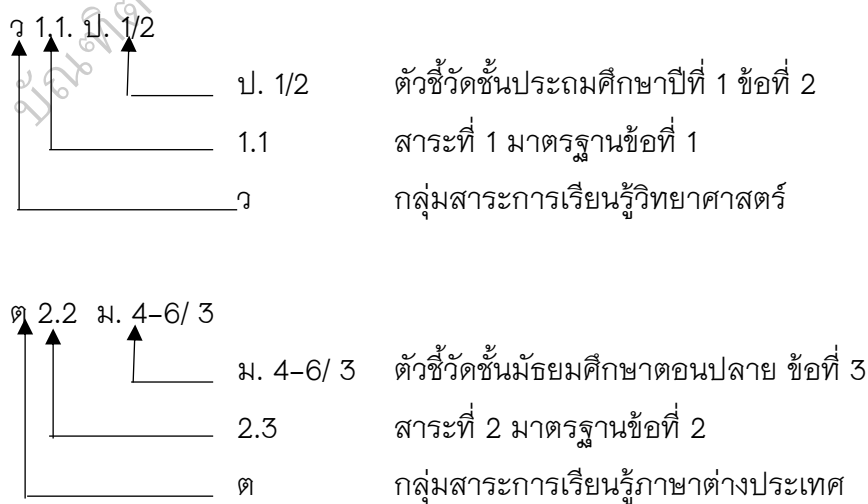 ว 1.1. ป. 1/2
ป. 1/2 ตัวชี้วัดชั้นประถมศึกษาปีที่ 1 ข้อที่ 2
1.1 สาระที่ 1 มาตรฐานข้อที่ 1
ว กลุ่มสาระการเรียนรู้วิทยาศาสตร์
ต 2.2 ม. 4–6/ 3
ม. 4–6/ 3 ตัวชี้วัดชั้นมัธยมศึกษาตอนปลาย ข้อที่ 3
2.3 สาระที่ 2 มาตรฐานข้อที่ 2
ต กลุ่มสาระการเรียนรู้ภาษาต่างประเทศ